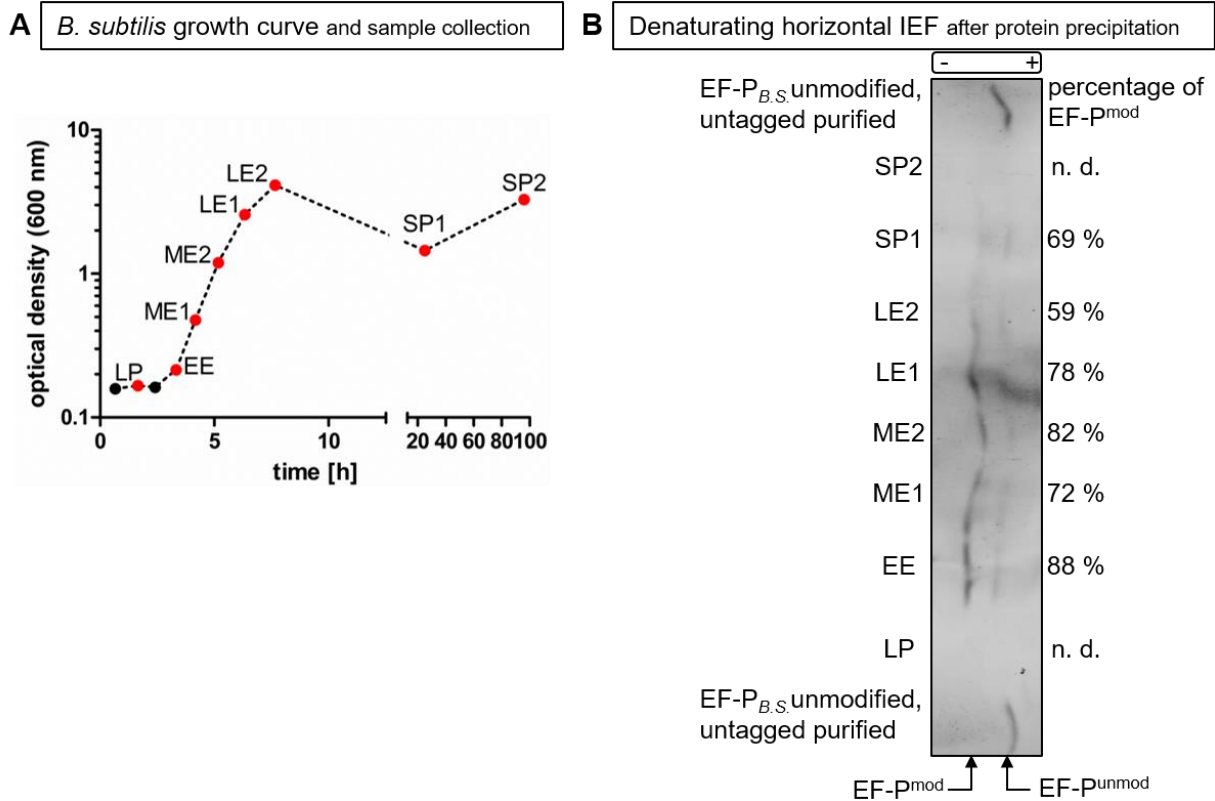 A B. subtilis growth curve and sample collection
optical density (600 nm)
10
1
0.1
LP
EE
ME1
ME2
LE1
LE2
SP1
SP2
0 5 10 20 40 60 80 100
time [h]
B Denaturating horizontal IEF after protein precipitation
- +
EF-PB.S.unmodified,
untagged purified
percentage of
EF-Pmod
SP2 n. d.
SP1 69 %
LE2 59 %
LE1 78 %
ME2 82 %
ME1 72 %
EE 88 %
LP n. d.
EF-PB.S.unmodified,
untagged purified
EF-Pmod EF-Punmod